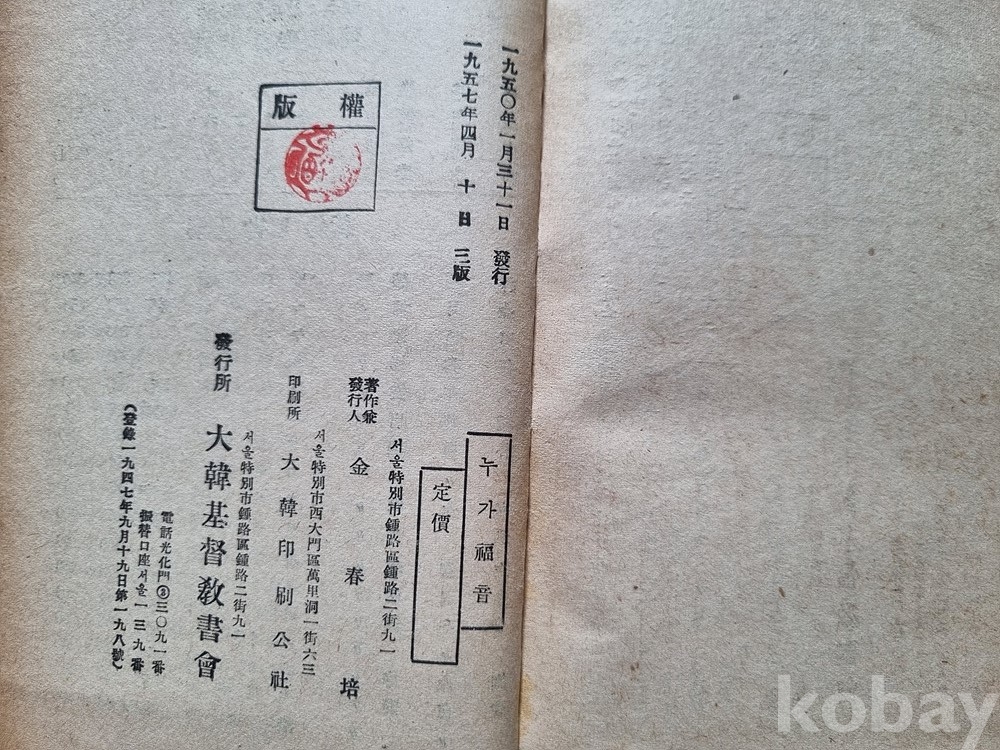 一九五〇年一月三十一日 發行
一九五七年四月 十日 三版
版權
누가福音
定價
서울特別市鍾路區鍾路二街九一
著作兼
發行人 金春培
서울特別市西大門區萬里洞一街六三
印刷所 大韓印刷公社
서울特別市鍾路區鍾路二街九一
發行所 大韓基督敎書會
電話光化門③三〇九一番
振替口座서울一三九番
(登錄一九四七年九月十九日第一九八號)
kobay